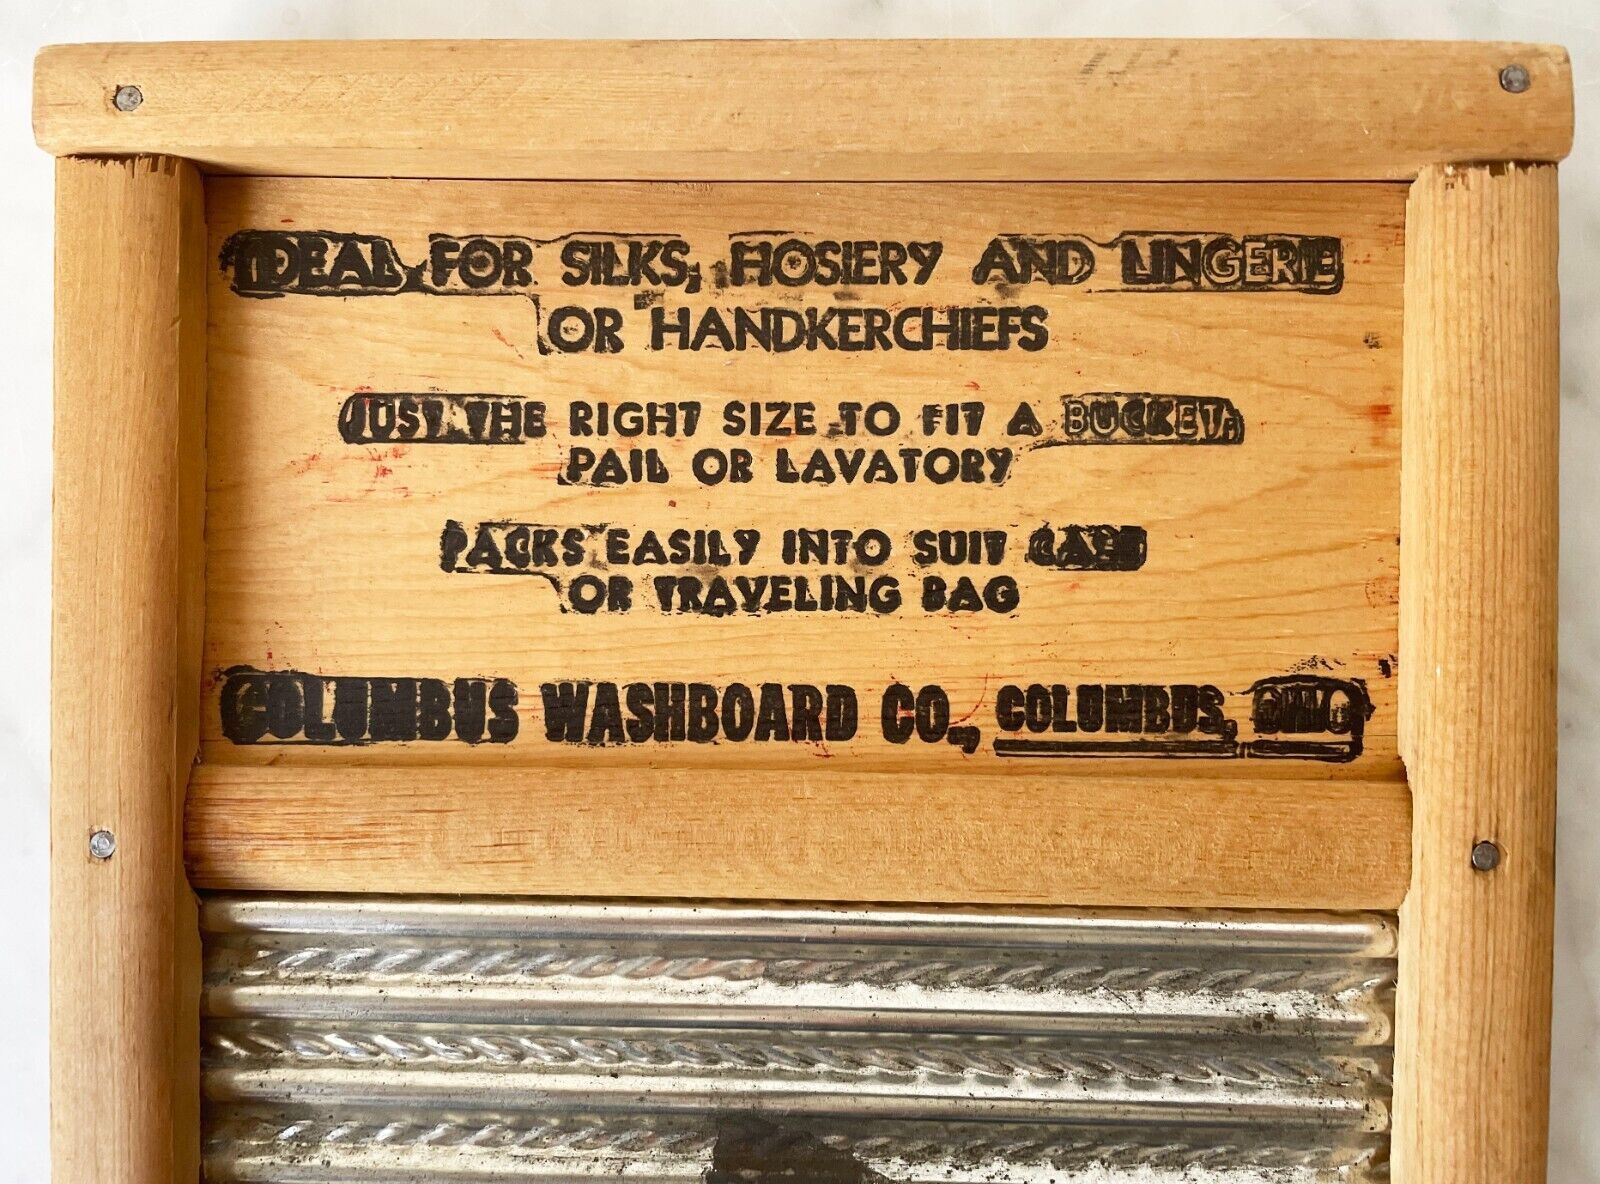 IDEAL FOR SILKS, HOSIERY AND LINGERIE
OR HANDKERCHIEFS
JUST THE RIGHT SIZE TO FIT A BUCKET,
PAIL OR LAVATORY
PACKS EASILY INTO SUIT CASE
OR TRAVELING BAG
COLUMBUS WASHBOARD CO., COLUMBUS, OHIO